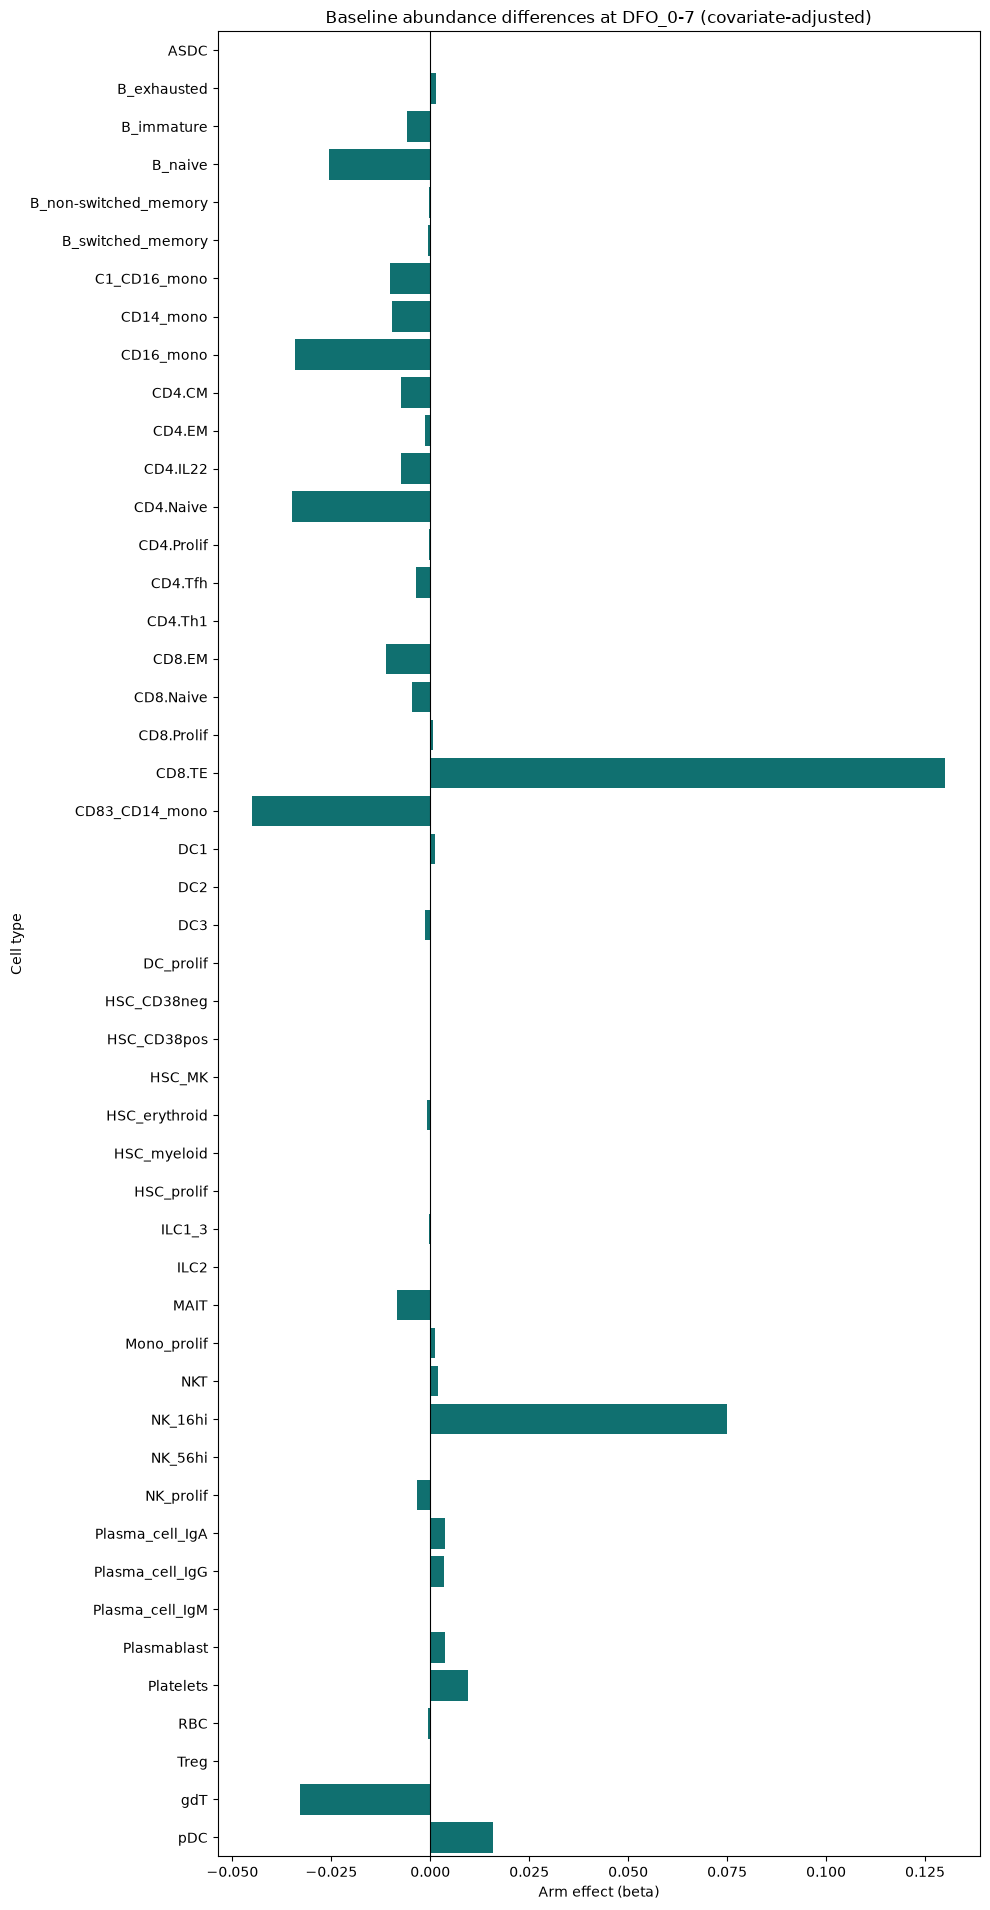 Baseline abundance differences at DFO_0-7 (covariate-adjusted)
ASDC
B_exhausted
B_immature
B_naive
B_non-switched_memory
B_switched_memory
C1_CD16_mono
CD14_mono
CD16_mono
CD4.CM
CD4.EM
CD4.IL22
CD4.Naive
CD4.Prolif
CD4.Tfh
CD4.Th1
CD8.EM
CD8.Naive
CD8.Prolif
CD8.TE
CD83_CD14_mono
DC1
DC2
DC3
DC_prolif
HSC_CD38neg
HSC_CD38pos
HSC_MK
HSC_erythroid
HSC_myeloid
HSC_prolif
ILC1_3
ILC2
MAIT
Mono_prolif
NKT
NK_16hi
NK_56hi
NK_prolif
Plasma_cell_IgA
Plasma_cell_IgG
Plasma_cell_IgM
Plasmablast
Platelets
RBC
Treg
gdT
pDC
Cell type
−0.050 −0.025 0.000 0.025 0.050 0.075 0.100 0.125
Arm effect (beta)